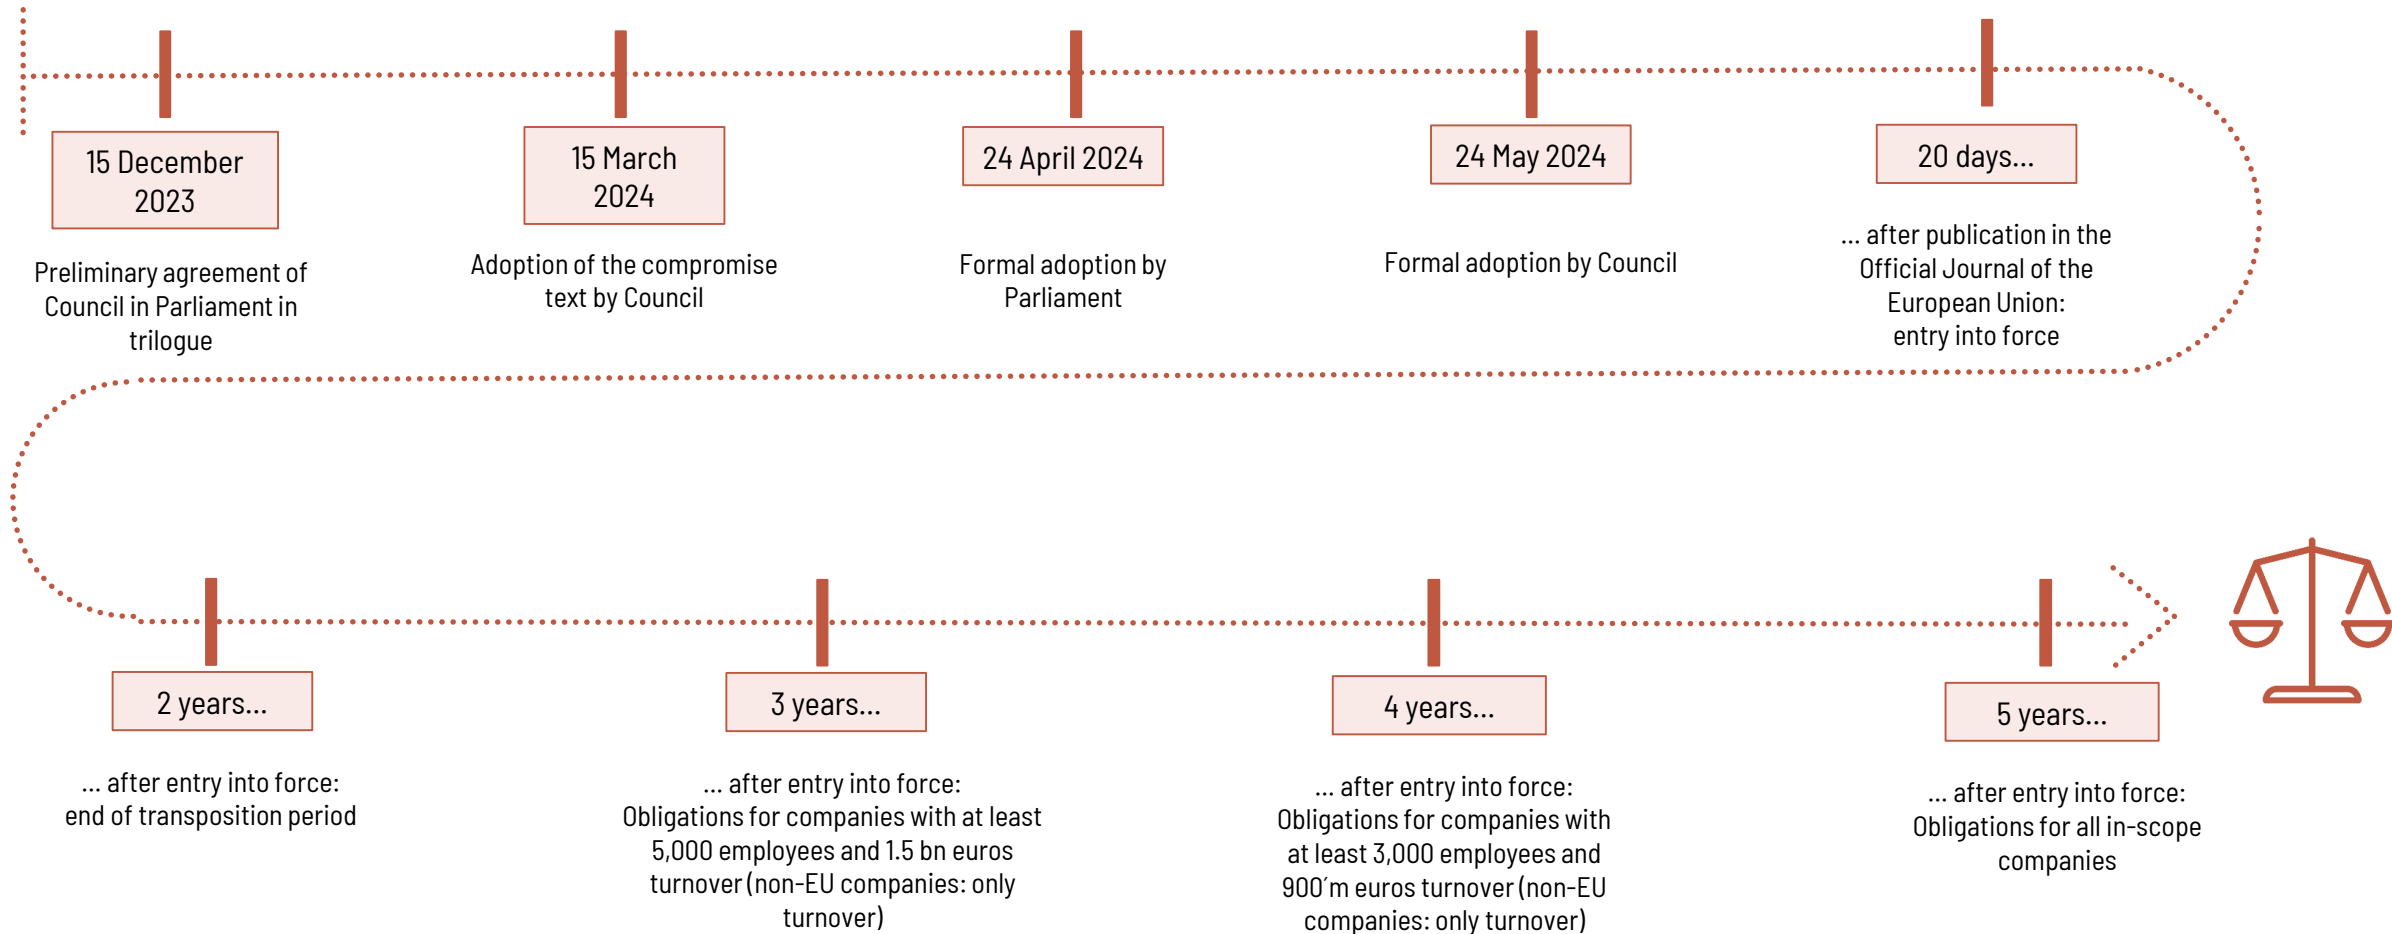 15 December
2023
Preliminary agreement of
Council in Parliament in
trilogue
15 March
2024
Adoption of the compromise
text by Council
24 April 2024
Formal adoption by
Parliament
24 May 2024
Formal adoption by Council
20 days...
... after publication in the
Official Journal of the
European Union:
entry into force
2 years...
... after entry into force:
end of transposition period
3 years...
... after entry into force:
Obligations for companies with at least
5,000 employees and 1.5 bn euros
turnover (non-EU companies: only
turnover)
4 years...
... after entry into force:
Obligations for companies with
at least 3,000 employees and
900´m euros turnover (non-EU
companies: only turnover)
5 years...
... after entry into force:
Obligations for all in-scope
companies